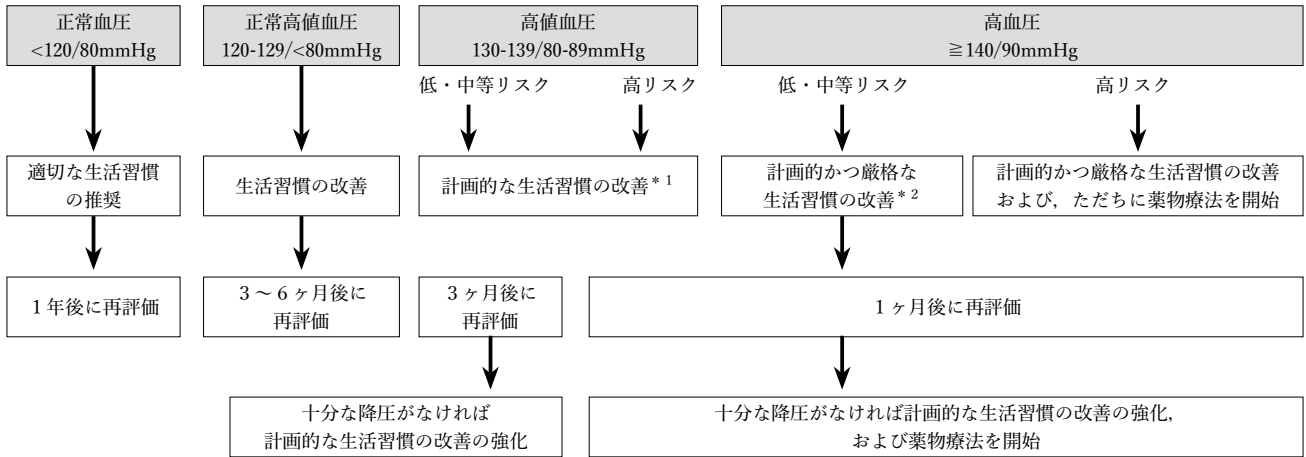 正常血圧
<120/80mmHg
正常高値血圧
120-129/<80mmHg
高値血圧
130-139/80-89mmHg
高血圧
≧140/90mmHg
低・中等リスク
高リスク
低・中等リスク
高リスク
適切な生活習慣
の推奨
生活習慣の改善
計画的な生活習慣の改善*1
計画的かつ厳格な
生活習慣の改善*2
計画的かつ厳格な生活習慣の改善
および，ただちに薬物療法を開始
1年後に再評価
3～6ヶ月後に
再評価
3ヶ月後に
再評価
1ヶ月後に再評価
十分な降圧がなければ
計画的な生活習慣の改善の強化
十分な降圧がなければ計画的な生活習慣の改善の強化，
および薬物療法を開始